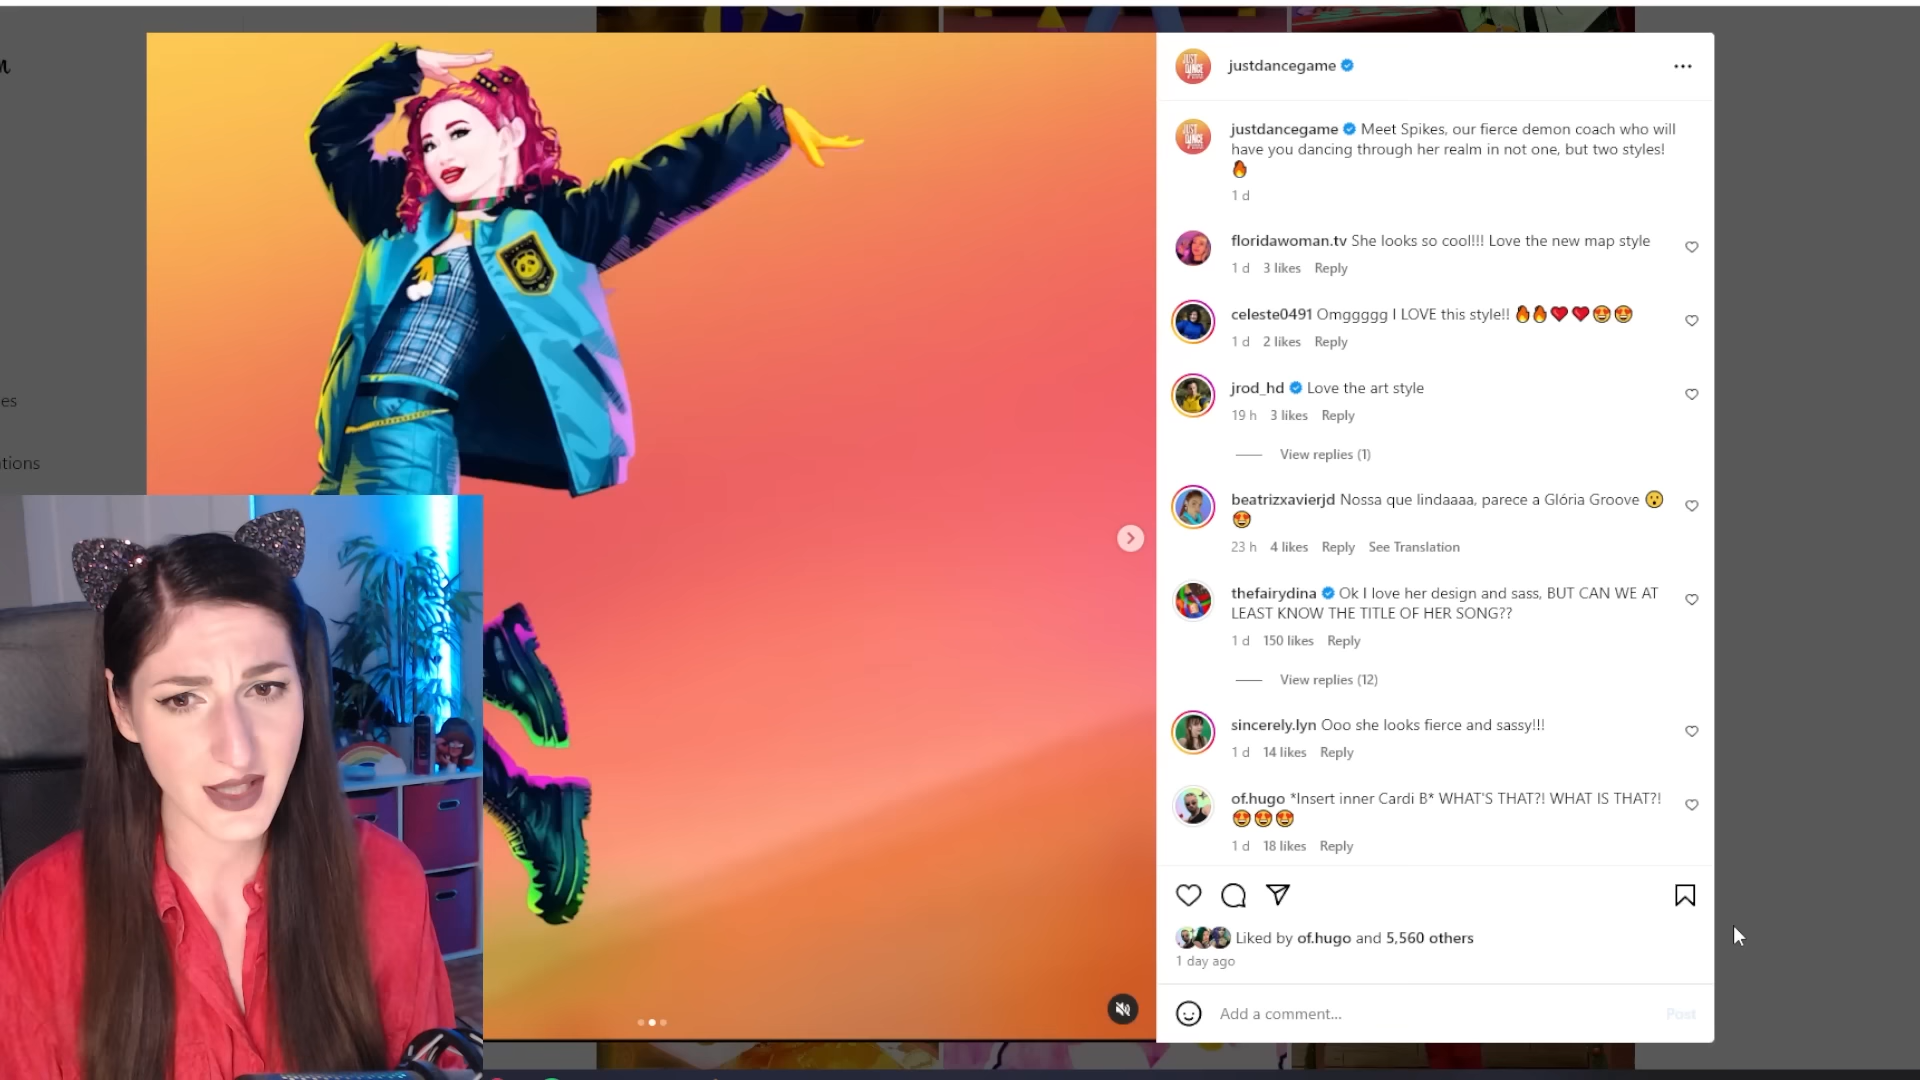 justdancegame
justdancegame Meet Spikes, our fierce demon coach who will
have you dancing through her realm in not one, but two styles!
🔥
1 d
floridawoman.tv She looks so cool!!! Love the new map style
1 d 3 likes Reply
celeste0491 Omggggg I LOVE this style!! 🔥🔥❤️❤️😍😍
1 d 2 likes Reply
jrod_hd Love the art style
19 h 3 likes Reply
View replies (1)
beatrizxavierjd Nossa que lindaaaa, parece a Glória Groove 😮
😍
23 h 4 likes Reply See Translation
thefairydina Ok I love her design and sass, BUT CAN WE AT
LEAST KNOW THE TITLE OF HER SONG??
1 d 150 likes Reply
View replies (12)
sincerely.lyn Ooo she looks fierce and sassy!!!
1 d 14 likes Reply
of.hugo *Insert inner Cardi B* WHAT'S THAT?! WHAT IS THAT?!
😍😍😍
1 d 18 likes Reply
Liked by of.hugo and 5,560 others
1 day ago
Add a comment...
Post
es
tions
JUST DANCE
JUST DANCE